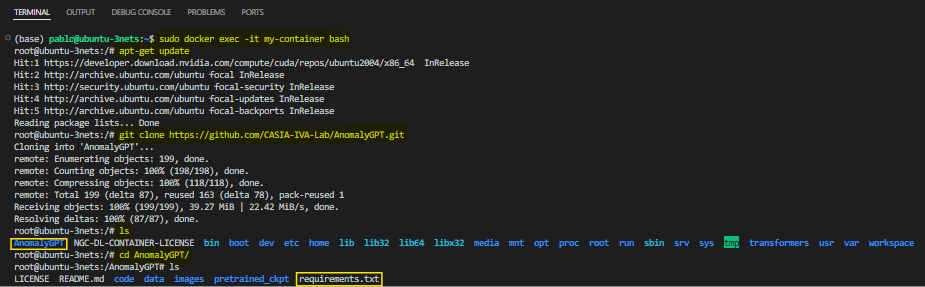 TERMINAL OUTPUT DEBUG CONSOLE PROBLEMS PORTS
(base) pablc@ubuntu-3nets:~$ sudo docker exec -it my-container bash
root@ubuntu-3nets:/# apt-get update
Hit:1 https://developer.download.nvidia.com/compute/cuda/repos/ubuntu2004/x86_64  InRelease
Hit:2 http://archive.ubuntu.com/ubuntu focal InRelease
Hit:3 http://security.ubuntu.com/ubuntu focal-security InRelease
Hit:4 http://archive.ubuntu.com/ubuntu focal-updates InRelease
Hit:5 http://archive.ubuntu.com/ubuntu focal-backports InRelease
Reading package lists... Done
root@ubuntu-3nets:/# git clone https://github.com/CASIA-IVA-Lab/AnomalyGPT.git
Cloning into 'AnomalyGPT'...
remote: Enumerating objects: 199, done.
remote: Counting objects: 100% (198/198), done.
remote: Compressing objects: 100% (118/118), done.
remote: Total 199 (delta 87), reused 163 (delta 78), pack-reused 1
Receiving objects: 100% (199/199), 39.27 MiB | 22.42 MiB/s, done.
Resolving deltas: 100% (87/87), done.
root@ubuntu-3nets:/# ls
AnomalyGPT NGC-DL-CONTAINER-LICENSE bin boot dev etc home lib lib32 lib64 libx32 media mnt opt proc root run sbin srv sys tmp transformers usr var workspace
root@ubuntu-3nets:/# cd AnomalyGPT/
root@ubuntu-3nets:/AnomalyGPT# ls
LICENSE README.md code data images pretrained_ckpt requirements.txt